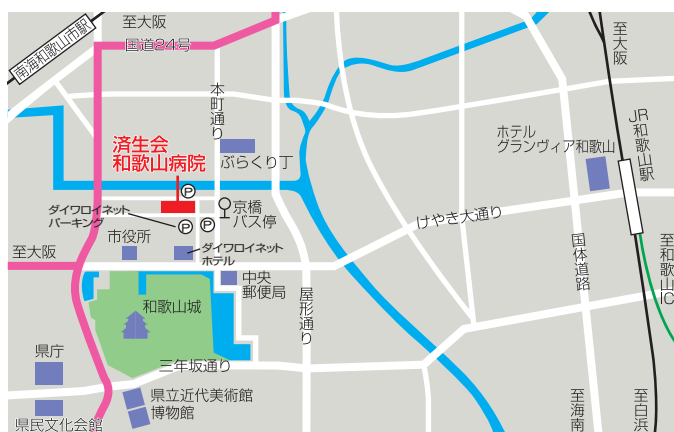 至大阪
国道24号
南海和歌山市駅
至大阪
本町通り
済生会
和歌山病院
ぶらくり丁
ホテル
グランヴィア和歌山
JR和歌山駅
P
ダイワロイネット
パーキング
P
P
京橋
バス停
けやき大通り
市役所
ダイワロイネット
ホテル
至大阪
国体道路
至和歌山IC
中央
郵便局
屋形通り
和歌山城
県庁
三年坂通り
県立近代美術館
博物館
県民文化会館
至海南
至白浜